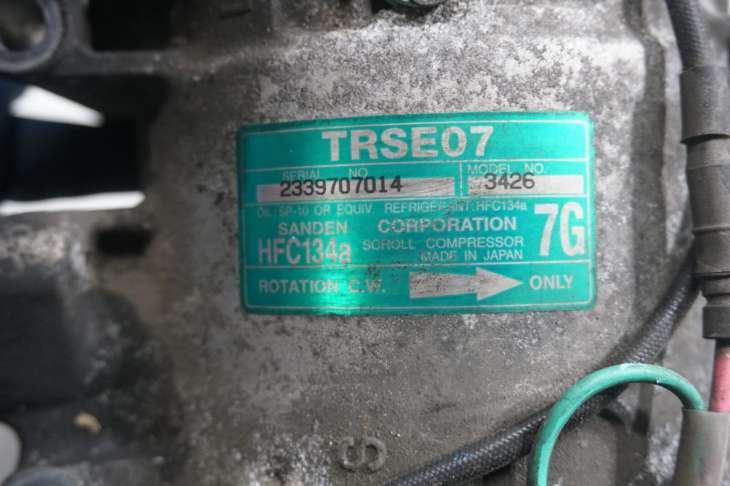 TRSE07
SERIAL NO.
MODEL NO.
2339707014
3426
OIL:SP-10 OR EQUIV. REFRIGERANT:HFC134a
SANDEN CORPORATION
HFC134a
SCROLL COMPRESSOR
MADE IN JAPAN
7G
ROTATION C.W.
ONLY